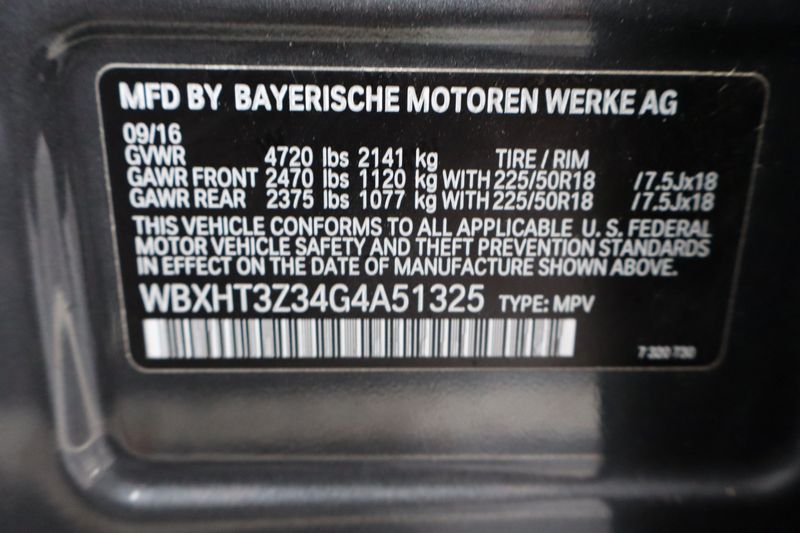 MFD BY BAYERISCHE MOTOREN WERKE AG
09/16
GVWR 4720 lbs 2141 kg TIRE / RIM
GAWR FRONT 2470 lbs 1120 kg WITH 225/50R18 /7.5Jx18
GAWR REAR 2375 lbs 1077 kg WITH 225/50R18 /7.5Jx18
THIS VEHICLE CONFORMS TO ALL APPLICABLE U. S. FEDERAL
MOTOR VEHICLE SAFETY AND THEFT PREVENTION STANDARDS
IN EFFECT ON THE DATE OF MANUFACTURE SHOWN ABOVE.
WBXHT3Z34G4A51325 TYPE: MPV
7 320 730